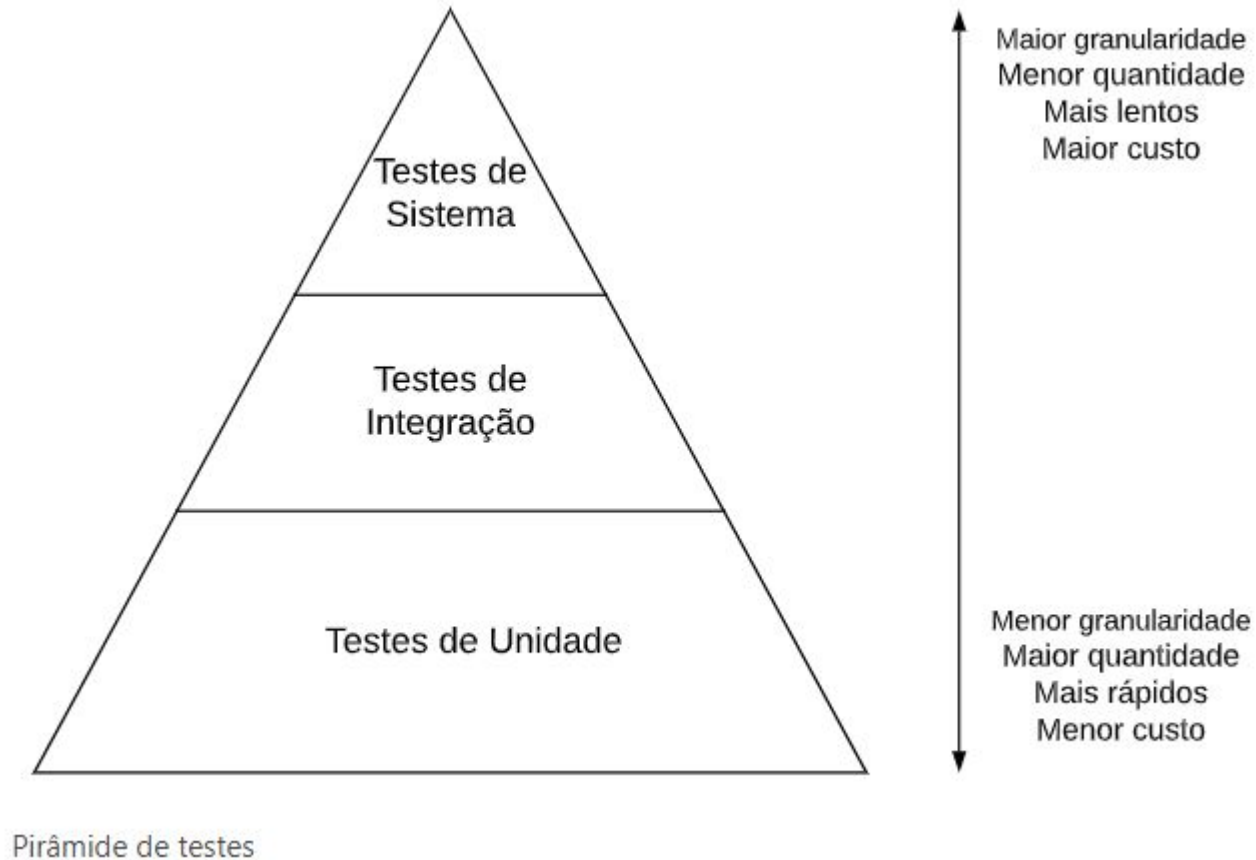 Testes de
Sistema
Testes de
Integração
Testes de Unidade
Maior granularidade
Menor quantidade
Mais lentos
Maior custo
Menor granularidade
Maior quantidade
Mais rápidos
Menor custo
Pirâmide de testes